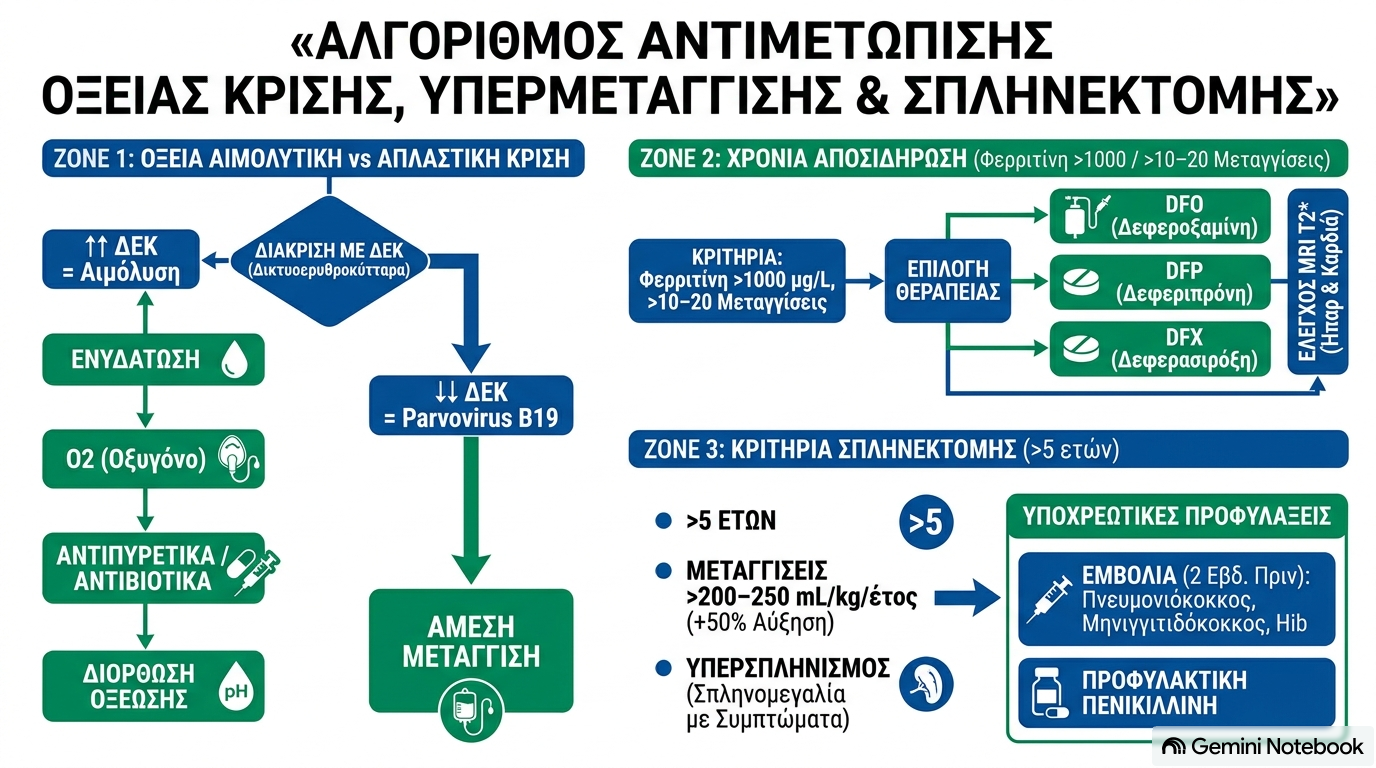 «ΑΛΓΟΡΙΘΜΟΣ ΑΝΤΙΜΕΤΩΠΙΣΗΣ
ΟΞΕΙΑΣ ΚΡΙΣΗΣ, ΥΠΕΡΜΕΤΑΓΓΙΣΗΣ & ΣΠΛΗΝΕΚΤΟΜΗΣ»
ZONE 1: ΟΞΕΙΑ ΑΙΜΟΛΥΤΙΚΗ vs ΑΠΛΑΣΤΙΚΗ ΚΡΙΣΗ
ΔΙΑΚΡΙΣΗ ΜΕ ΔΕΚ
(Δικτυοερυθροκύτταρα)
↑↑ ΔΕΚ
= Αιμόλυση
ΕΝΥΔΑΤΩΣΗ
O2 (Οξυγόνο)
ΑΝΤΙΠΥΡΕΤΙΚΑ /
ΑΝΤΙΒΙΟΤΙΚΑ
ΔΙΟΡΘΩΣΗ
ΟΞΕΩΣΗΣ
pH
↓↓ ΔΕΚ
= Parvovirus B19
ΑΜΕΣΗ
ΜΕΤΑΓΓΙΣΗ
ZONE 2: ΧΡΟΝΙΑ ΑΠΟΣΙΔΗΡΩΣΗ (Φερριτίνη >1000 / >10–20 Μεταγγίσεις)
ΚΡΙΤΗΡΙΑ:
Φερριτίνη >1000 μg/L,
>10–20 Μεταγγίσεις
ΕΠΙΛΟΓΗ
ΘΕΡΑΠΕΙΑΣ
DFO
(Δεφεροξαμίνη)
DFP
(Δεφεριπρόνη)
DFX
(Δεφερασιρόξη)
ΕΛΕΓΧΟΣ MRI T2*
(Ήπαρ & Καρδιά)
ZONE 3: ΚΡΙΤΗΡΙΑ ΣΠΛΗΝΕΚΤΟΜΗΣ (>5 ετών)
>5 ΕΤΩΝ
>5
ΜΕΤΑΓΓΙΣΕΙΣ
>200–250 mL/kg/έτος
(+50% Αύξηση)
ΥΠΕΡΣΠΛΗΝΙΣΜΟΣ
(Σπληνομεγαλία
με Συμπτώματα)
ΥΠΟΧΡΕΩΤΙΚΕΣ ΠΡΟΦΥΛΑΞΕΙΣ
ΕΜΒΟΛΙΑ (2 Εβδ. Πριν):
Πνευμονιόκοκκος,
Μηνιγγιτιδόκοκκος, Hib
ΠΡΟΦΥΛΑΚΤΙΚΗ
ΠΕΝΙΚΙΛΛΙΝΗ
Gemini Notebook